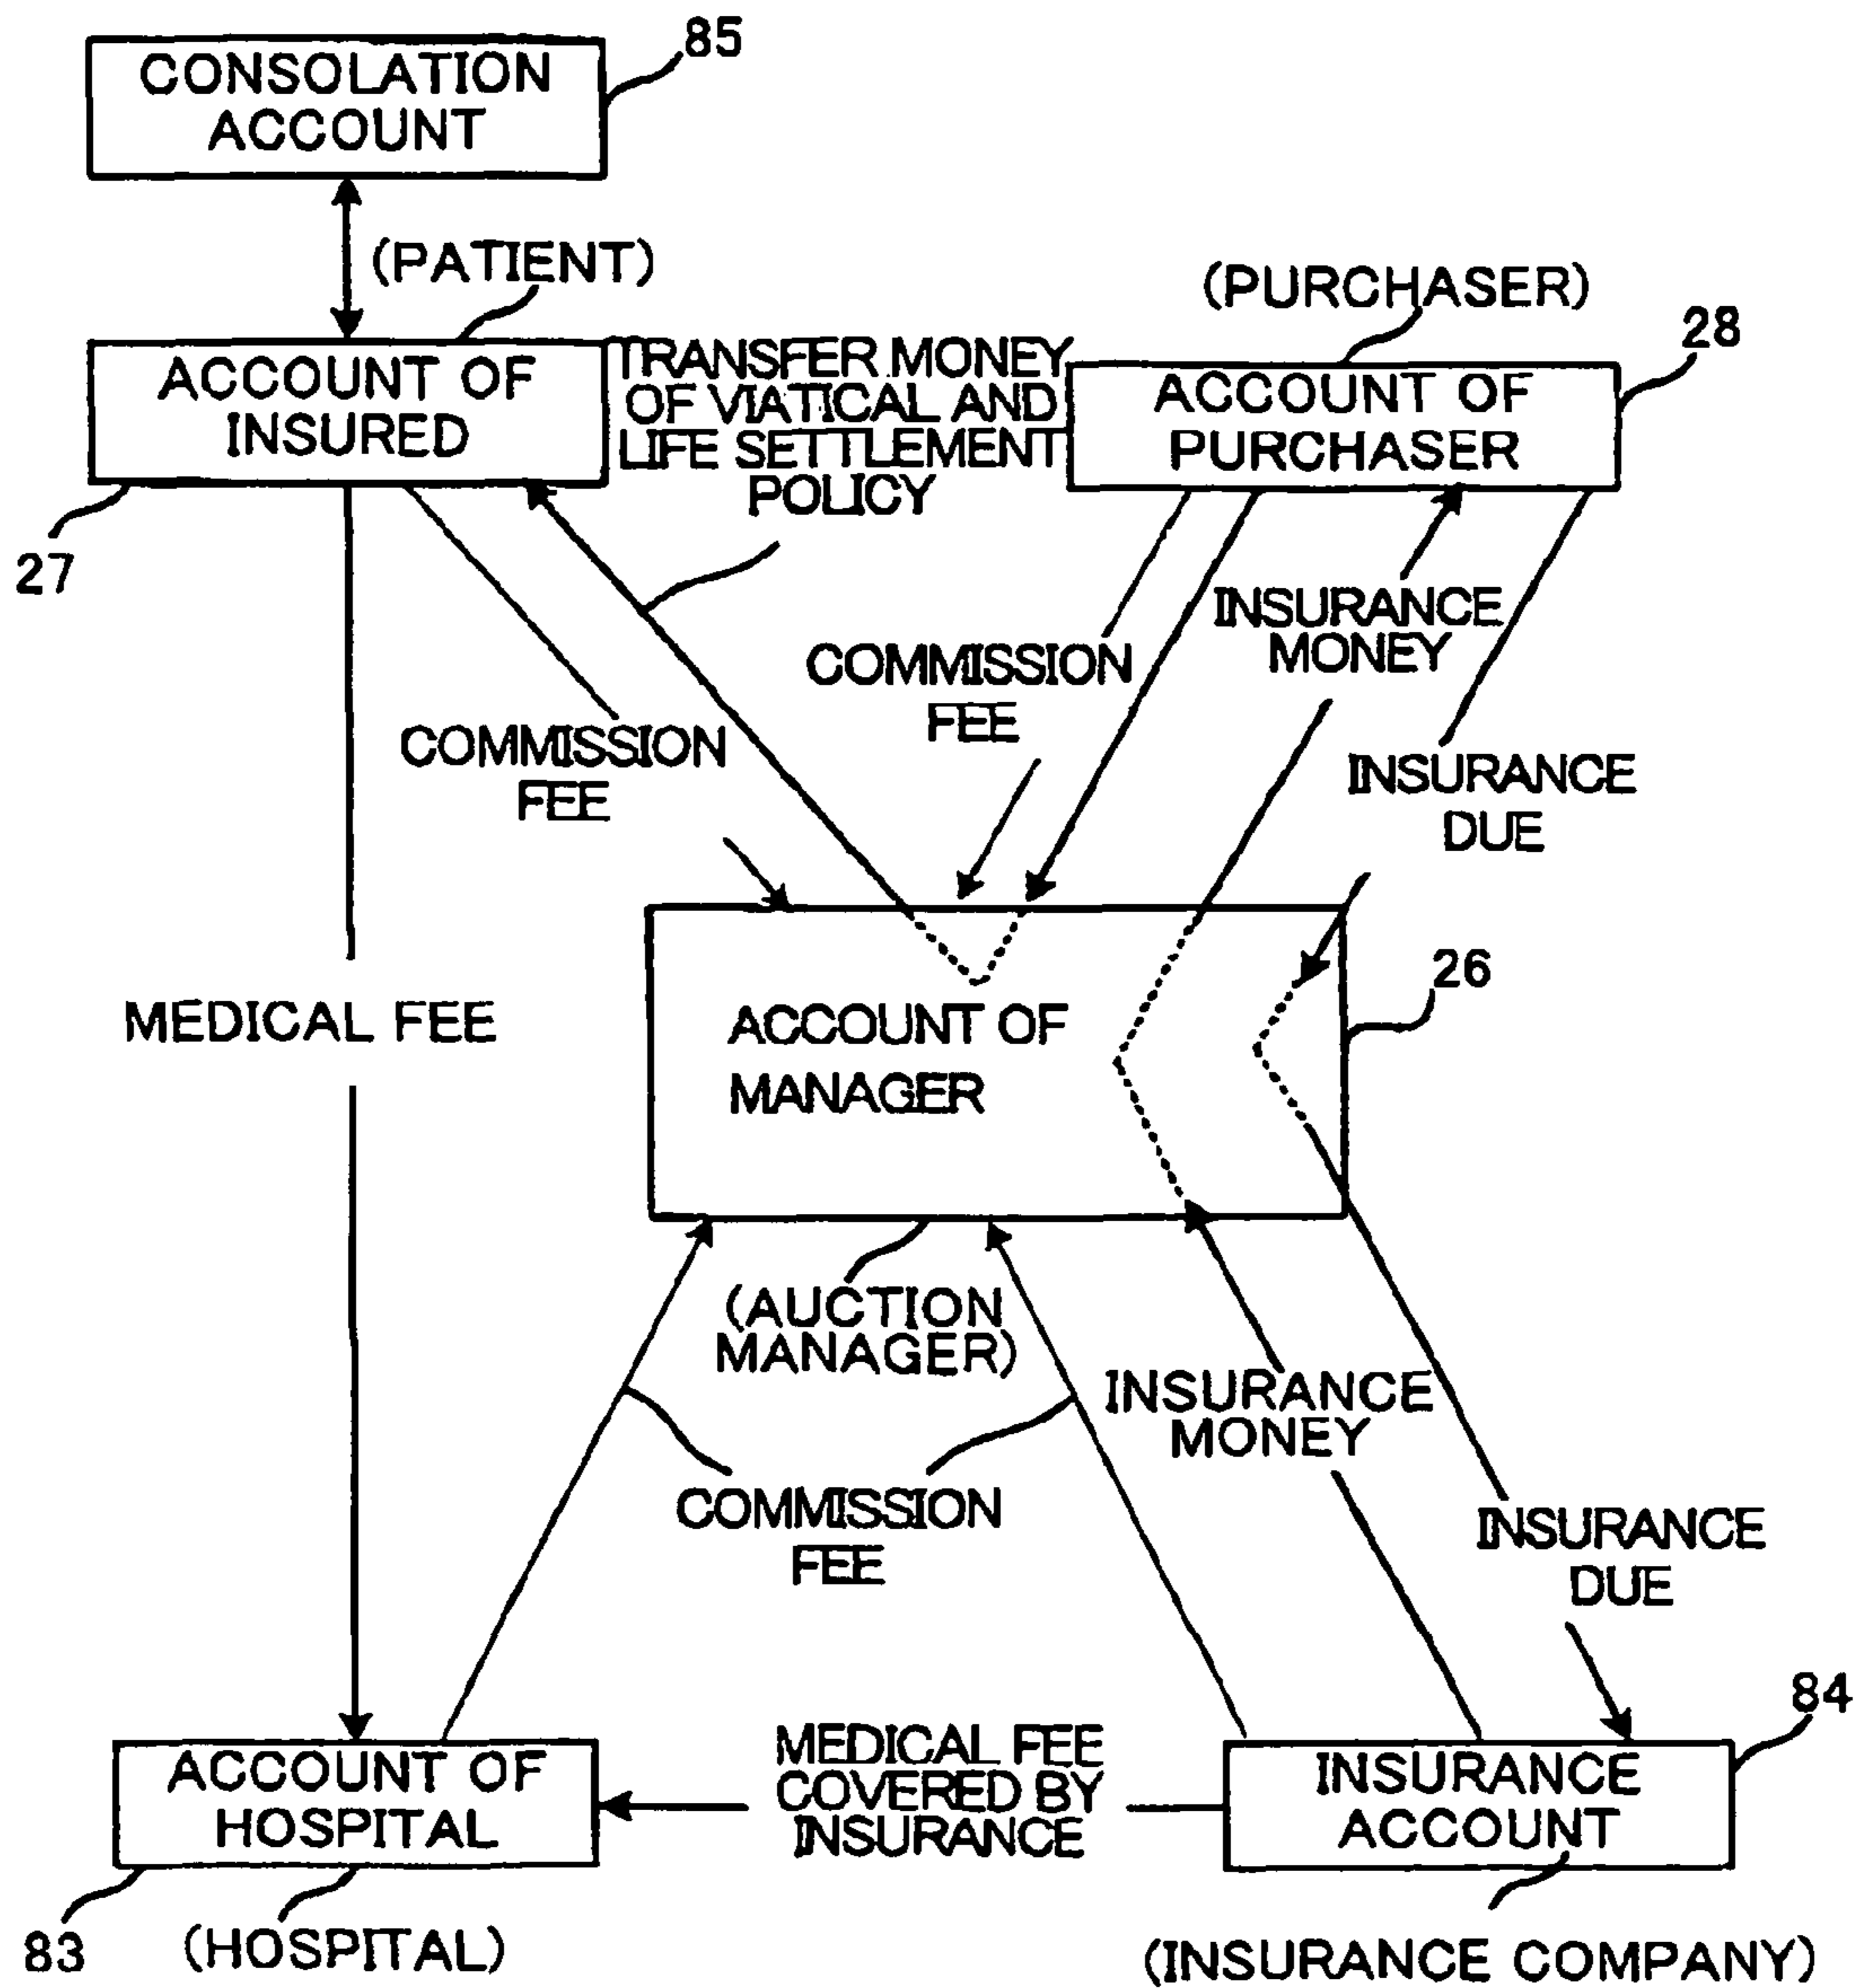 85
CONSOLATION
ACCOUNT
(PATIENT)
(PURCHASER)
28
ACCOUNT OF
INSURED
TRANSFER MONEY
OF VIATICAL AND
LIFE SETTLEMENT
POLICY
ACCOUNT OF
PURCHASER
27
INSURANCE
MONEY
COMMISSION
FEE
COMMISSION
FEE
INSURANCE
DUE
26
MEDICAL FEE
ACCOUNT OF
MANAGER
(AUCTION
MANAGER)
INSURANCE
MONEY
COMMISSION
FEE
INSURANCE
DUE
84
ACCOUNT OF
HOSPITAL
MEDICAL FEE
COVERED BY
INSURANCE
INSURANCE
ACCOUNT
83
(HOSPITAL)
(INSURANCE COMPANY)